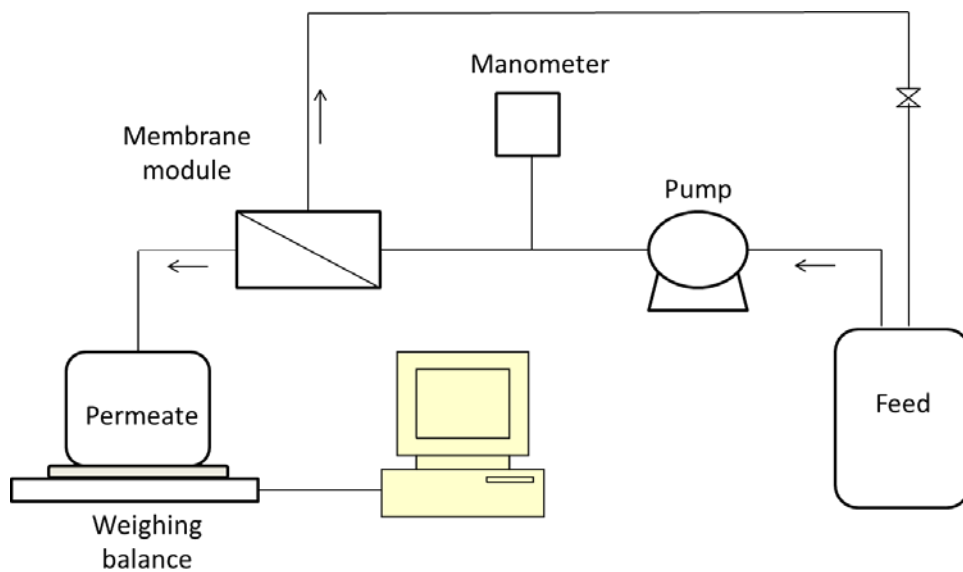 Manometer
Membrane
module
Pump
Permeate
Feed
Weighing
balance